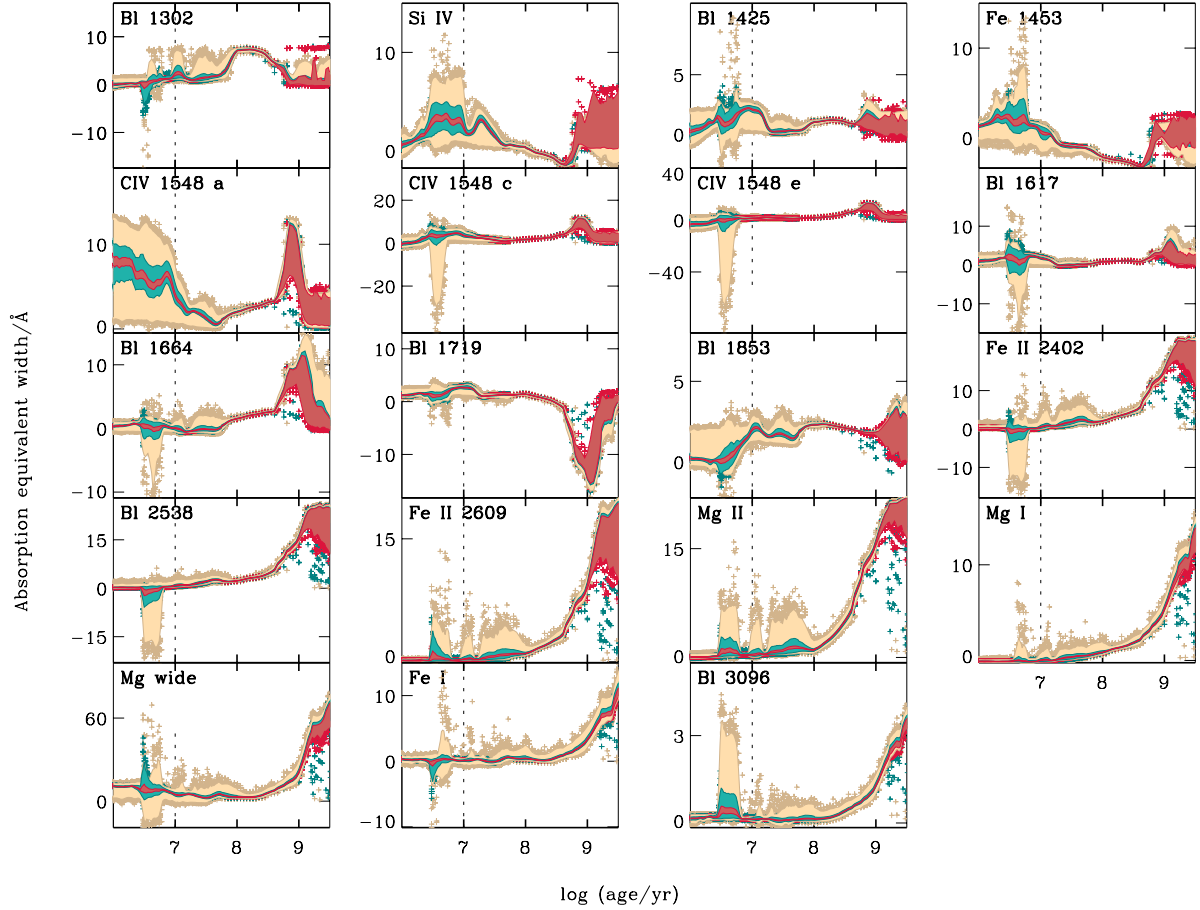 Bl 1302
Si IV
Bl 1425
Fe 1453
10
0
−10
5
0
5
0
10
5
0
CIV 1548 a
CIV 1548 c
CIV 1548 e
Bl 1617
10
0
20
0
−20
40
0
−40
10
0
−10
Bl 1664
Bl 1719
Bl 1853
Fe II 2402
10
0
−10
10
0
−10
5
0
10
0
−10
Bl 2538
Fe II 2609
Mg II
Mg I
15
0
−15
15
0
15
0
10
0
7 8 9
Mg wide
Fe I
Bl 3096
60
0
10
0
−10
3
0
7 8 9
7 8 9
7 8 9
Absorption equivalent width/Å
log (age/yr)